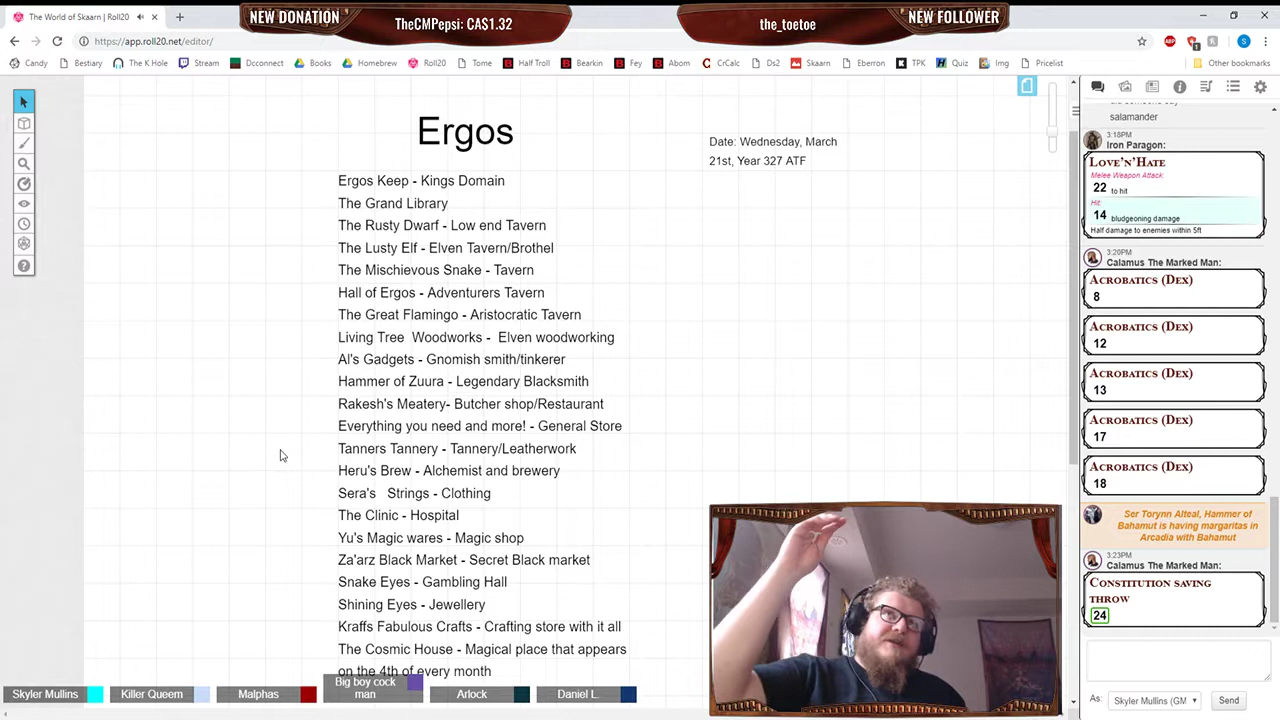 The World of Skaarn | Roll20
NEW DONATION
TheCMPepsi: CA$1.32
the_toetoe
NEW FOLLOWER
https://app.roll20.net/editor/
Candy
Bestiary
The K Hole
Stream
Dcconnect
Books
Homebrew
Roll20
Tome
Half Troll
Bearkin
Fey
Abom
CrCalc
Ds2
Skaarn
Eberron
TPK
Quiz
Img
Pricelist
Other bookmarks
Ergos
Date: Wednesday, March
21st, Year 327 ATF
Ergos Keep - Kings Domain
The Grand Library
The Rusty Dwarf - Low end Tavern
The Lusty Elf - Elven Tavern/Brothel
The Mischievous Snake - Tavern
Hall of Ergos - Adventurers Tavern
The Great Flamingo - Aristocratic Tavern
Living Tree Woodworks - Elven woodworking
Al's Gadgets - Gnomish smith/tinkerer
Hammer of Zuura - Legendary Blacksmith
Rakesh's Meatery- Butcher shop/Restaurant
Everything you need and more! - General Store
Tanners Tannery - Tannery/Leatherwork
Heru's Brew - Alchemist and brewery
Sera's Strings - Clothing
The Clinic - Hospital
Yu's Magic wares - Magic shop
Za'arz Black Market - Secret Black market
Snake Eyes - Gambling Hall
Shining Eyes - Jewellery
Kraffs Fabulous Crafts - Crafting store with it all
The Cosmic House - Magical place that appears
on the 4th of every month
Skyler Mullins
Killer Queem
Malphas
Big boy cock
man
Arlock
Daniel L.
salamander
3:18PM
Iron Paragon:
LOVE'N'HATE
Melee Weapon Attack:
22 to hit
Hit:
14 bludgeoning damage
Half damage to enemies within 5ft
3:20PM
Calamus The Marked Man:
ACROBATICS (DEX)
8
ACROBATICS (DEX)
12
ACROBATICS (DEX)
13
ACROBATICS (DEX)
17
ACROBATICS (DEX)
18
Ser Torynn Alteal, Hammer of
Bahamut is having margaritas in
Arcadia with Bahamut
3:23PM
Calamus The Marked Man:
CONSTITUTION SAVING
THROW
24
As:
Skyler Mullins (GM
Send